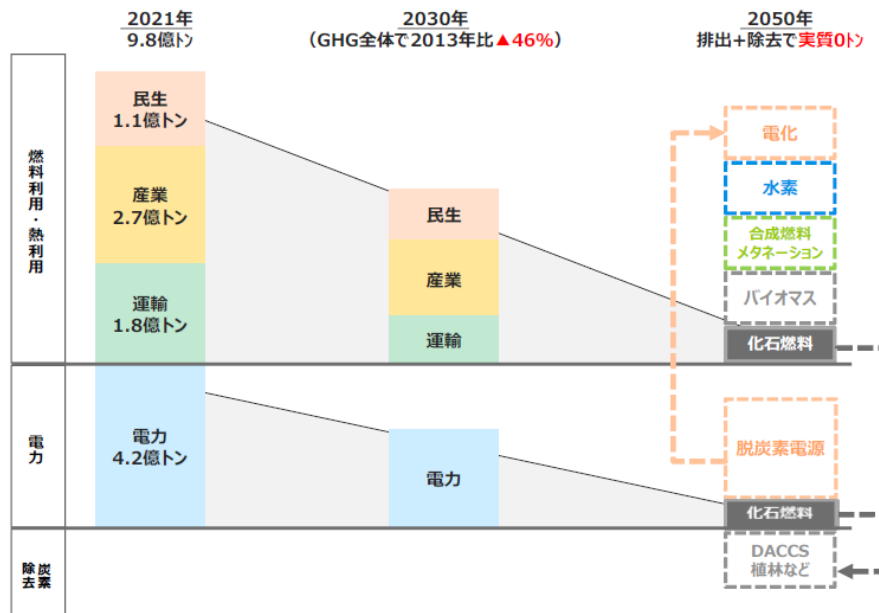 2021年
9.8億トン
2030年
(GHG全体で2013年比▲46%)
2050年
排出+除去で実質0トン
燃料利用・熱利用
民生
1.1億トン
産業
2.7億トン
運輸
1.8億トン
民生
産業
運輸
電化
水素
合成燃料
メタネーション
バイオマス
化石燃料
電力
電力
4.2億トン
電力
脱炭素電源
化石燃料
炭素
除去
DACCS
植林など